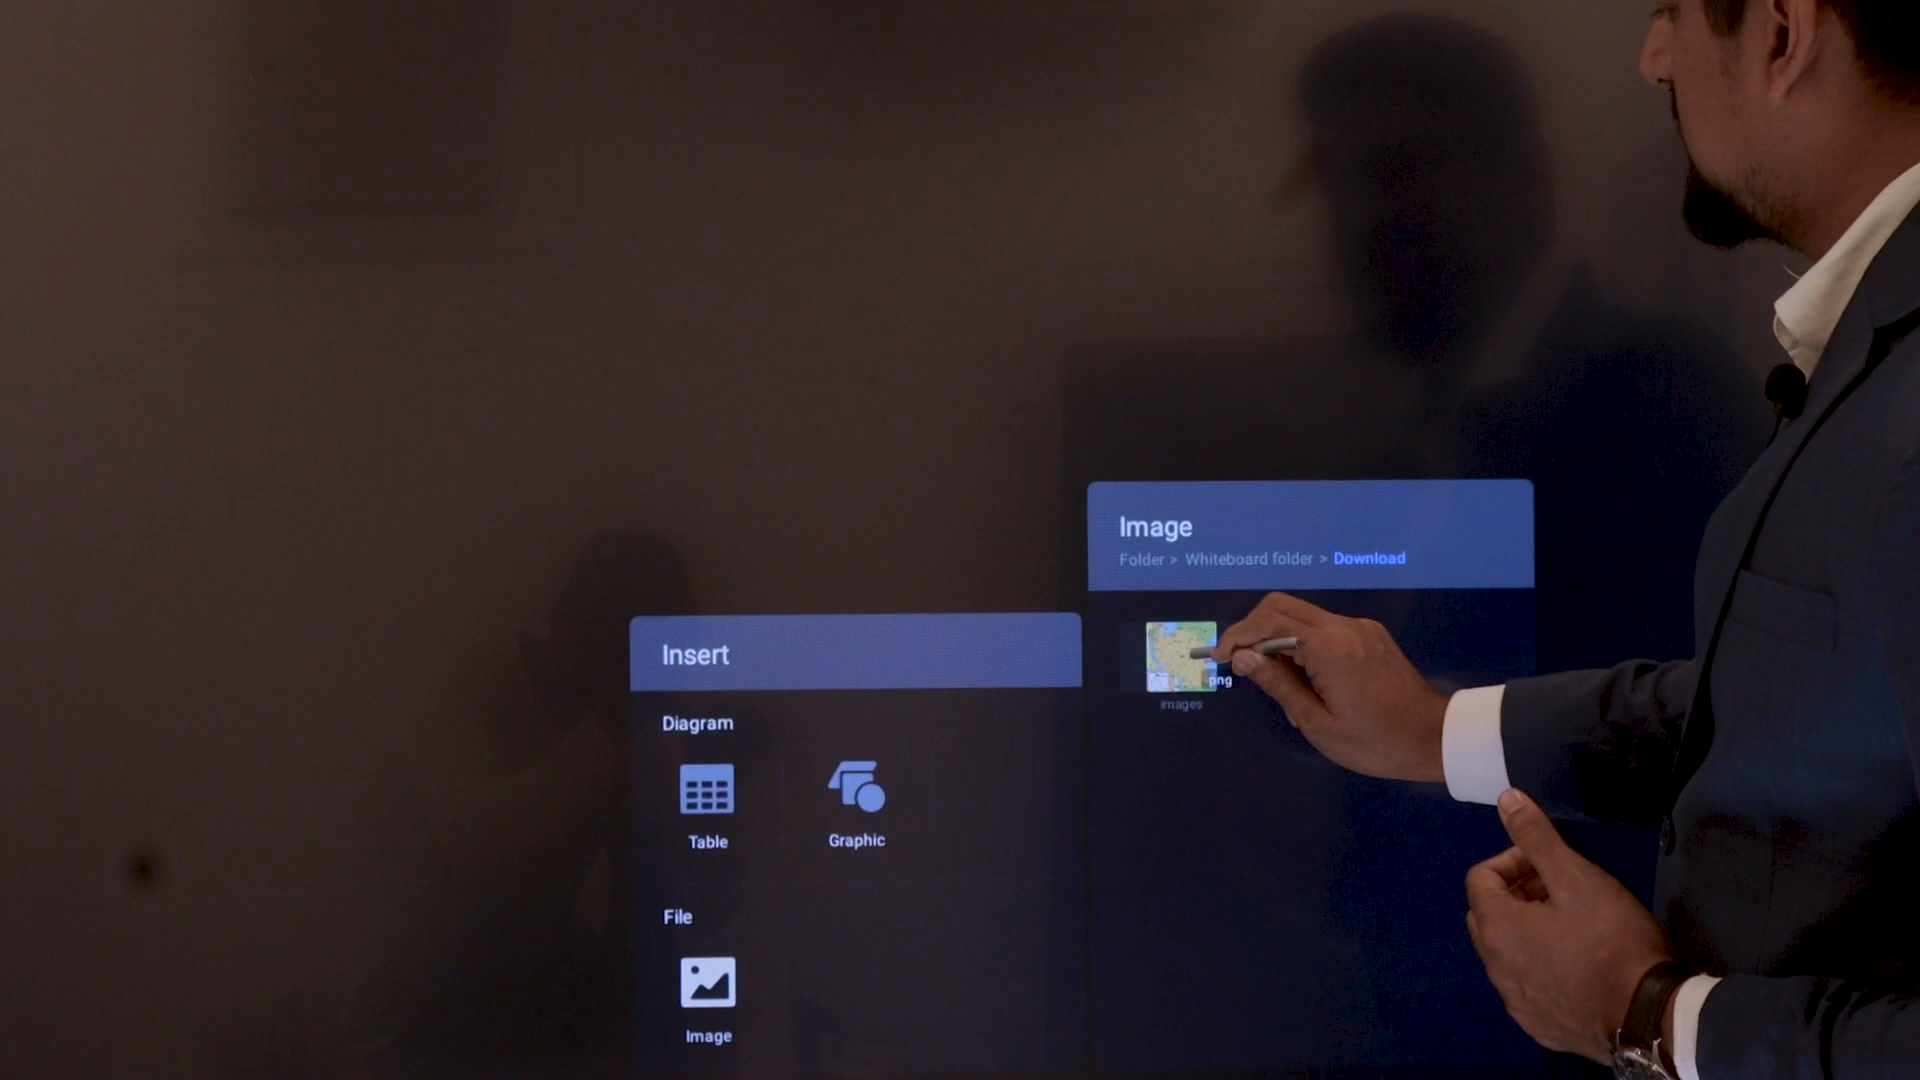 Image
Folder > Whiteboard folder > Download
png
images
Insert
Diagram
Table
Graphic
File
Image